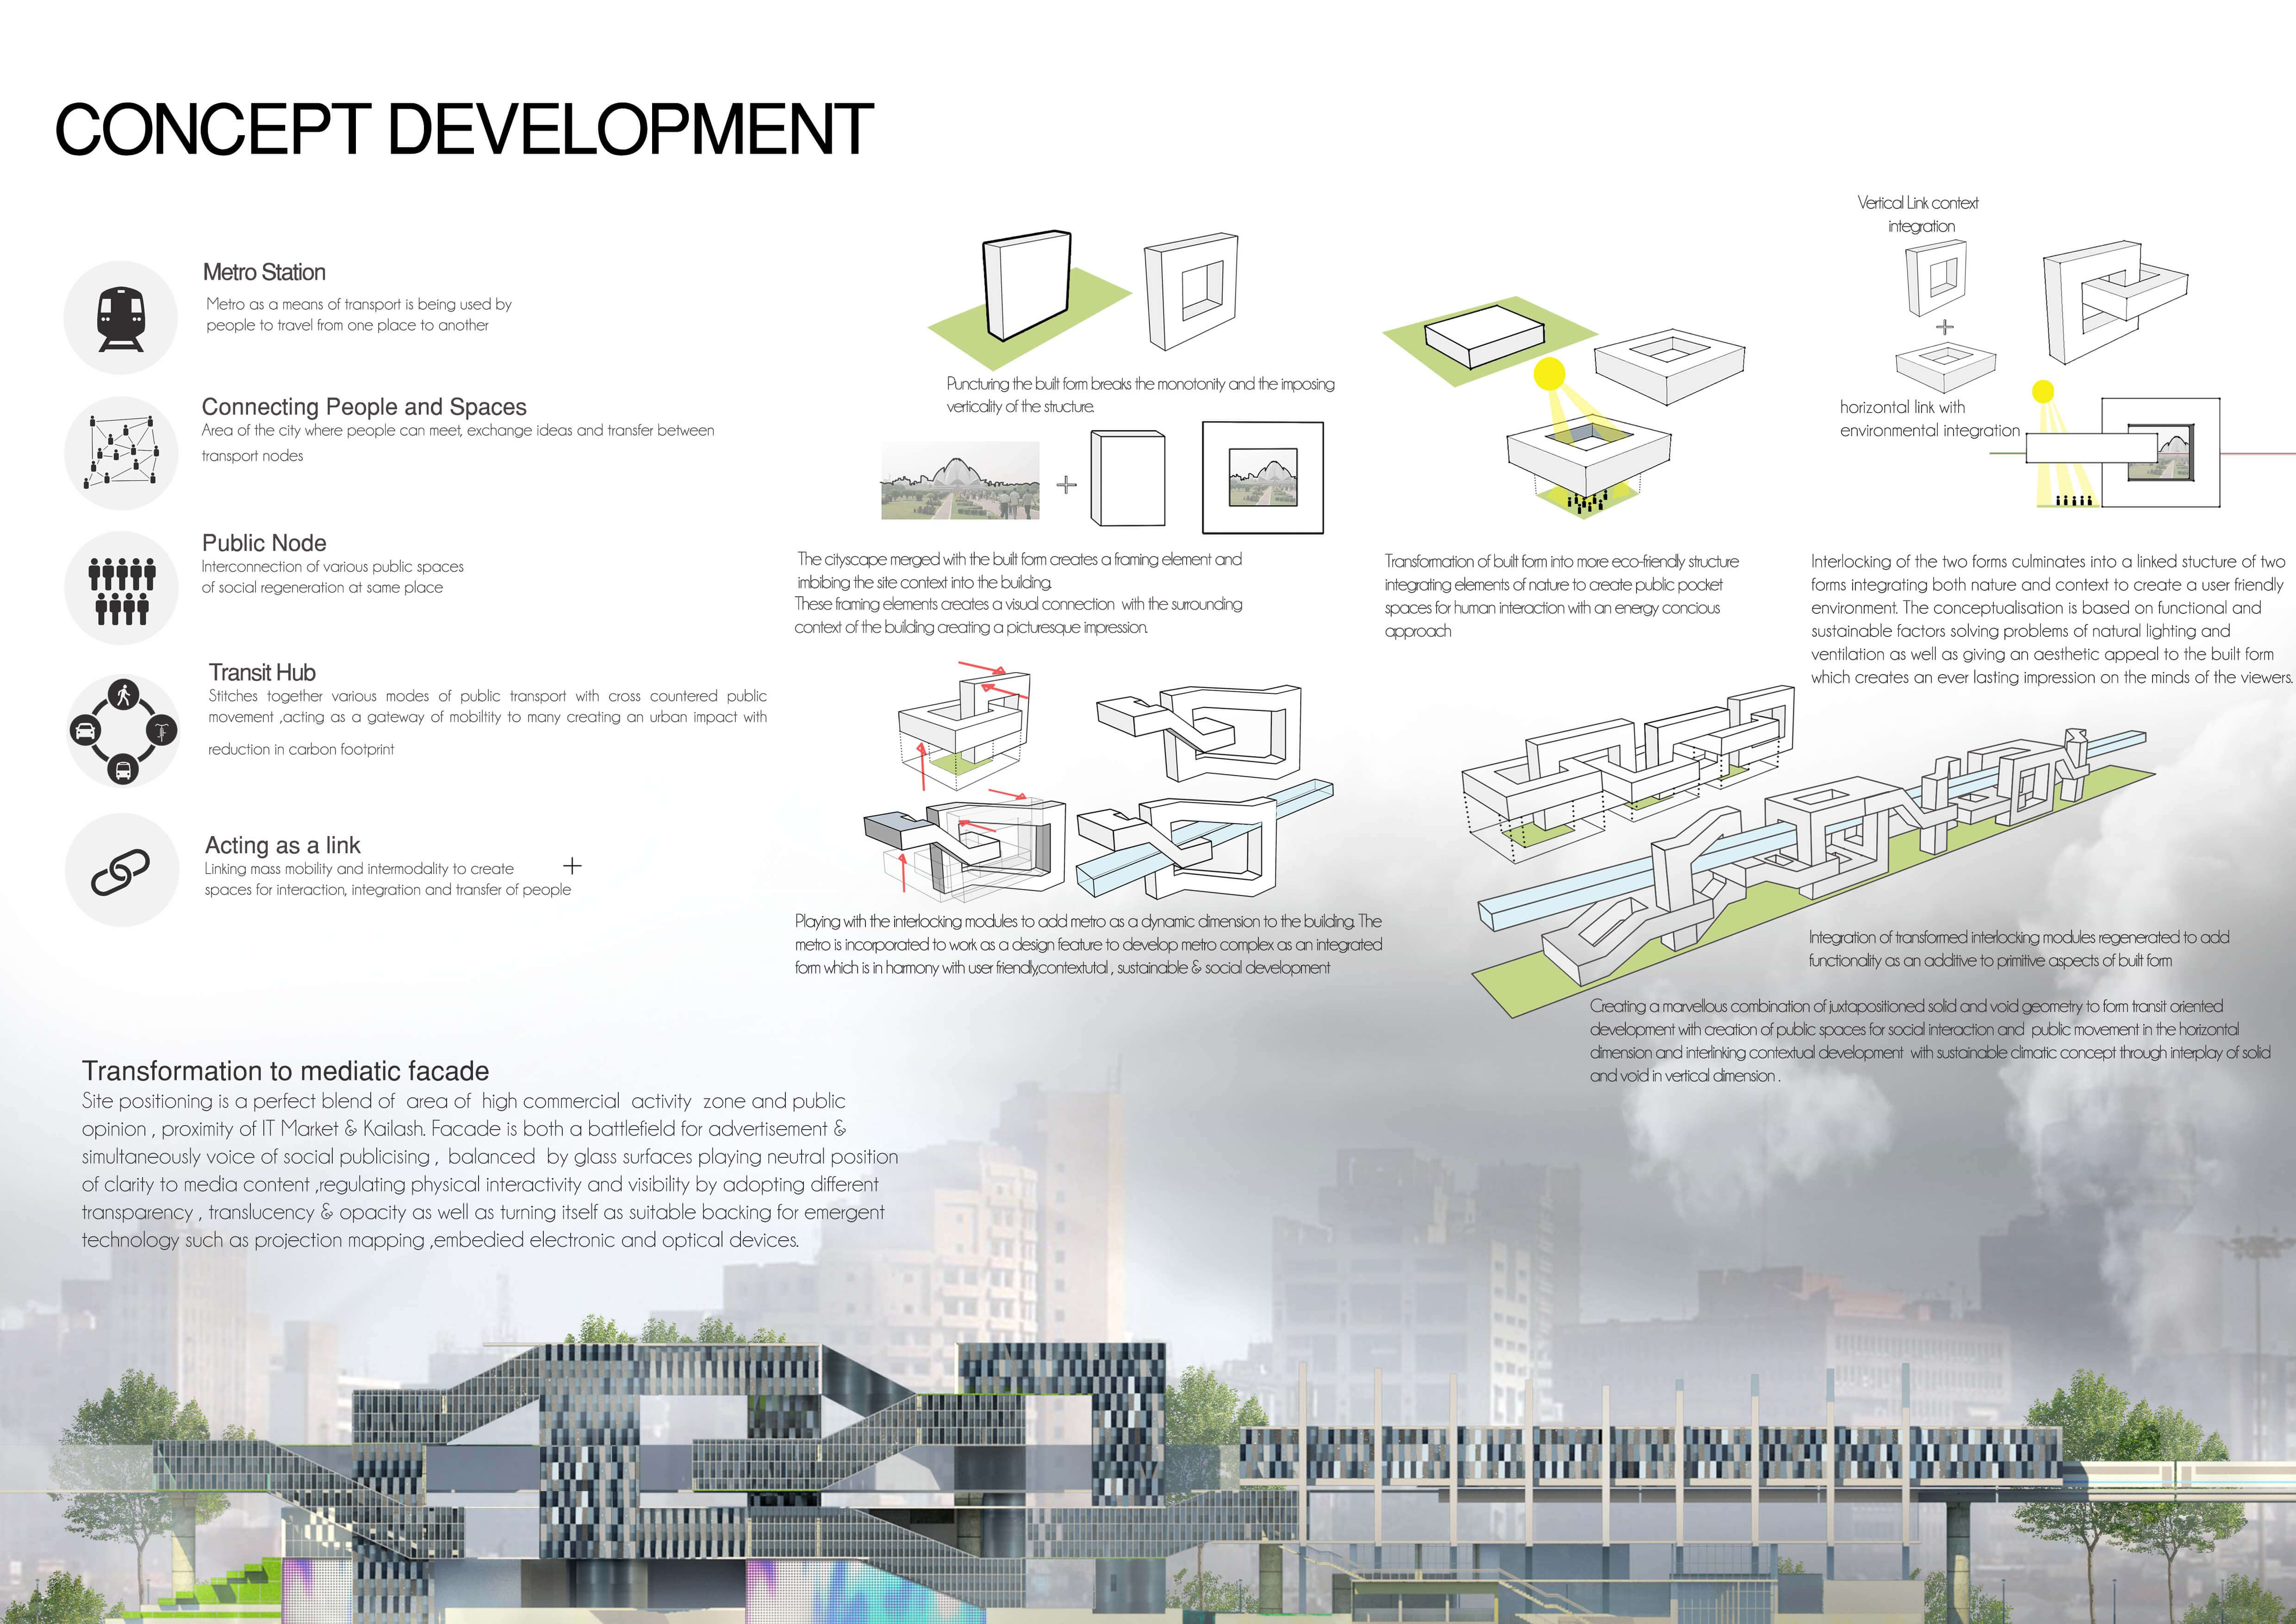 CONCEPT DEVELOPMENT
Metro Station
Metro as a means of transport is being used by
people to travel from one place to another
Connecting People and Spaces
Area of the city where people can meet, exchange ideas and transfer between
transport nodes
Public Node
Interconnection of various public spaces
of social regeneration at same place
Transit Hub
Stitches together various modes of public transport with cross countered public
movement ,acting as a gateway of mobiltity to many creating an urban impact with
reduction in carbon footprint
Acting as a link
Linking mass mobility and intermodality to create
spaces for interaction, integration and transfer of people
Puncturing the built form breaks the monotonity and the imposing
verticality of the structure.
The cityscape merged with the built form creates a framing element and
imbibing the site context into the building.
These framing elements creates a visual connection with the surrounding
context of the building creating a picturesque impression.
Transformation of built form into more eco-friendly structure
integrating elements of nature to create public pocket
spaces for human interaction with an energy concious
approach
Vertical Link context
integration
horizontal link with
environmental integration
Interlocking of the two forms culminates into a linked stucture of two
forms integrating both nature and context to create a user friendly
environment. The conceptualisation is based on functional and
sustainable factors solving problems of natural lighting and
ventilation as well as giving an aesthetic appeal to the built form
which creates an ever lasting impression on the minds of the viewers.
Playing with the interlocking modules to add metro as a dynamic dimension to the building. The
metro is incorporated to work as a design feature to develop metro complex as an integrated
form which is in harmony with user friendly,contextutal , sustainable & social development
Integration of transformed interlocking modules regenerated to add
functionality as an additive to primitive aspects of built form
Creating a marvellous combination of juxtapositioned solid and void geometry to form transit oriented
development with creation of public spaces for social interaction and public movement in the horizontal
dimension and interlinking contextual development with sustainable climatic concept through interplay of solid
and void in vertical dimension .
Transformation to mediatic facade
Site positioning is a perfect blend of area of high commercial activity zone and public
opinion , proximity of IT Market & Kailash. Facade is both a battlefield for advertisement &
simultaneously voice of social publicising , balanced by glass surfaces playing neutral position
of clarity to media content ,regulating physical interactivity and visibility by adopting different
transparency , translucency & opacity as well as turning itself as suitable backing for emergent
technology such as projection mapping ,embedied electronic and optical devices.